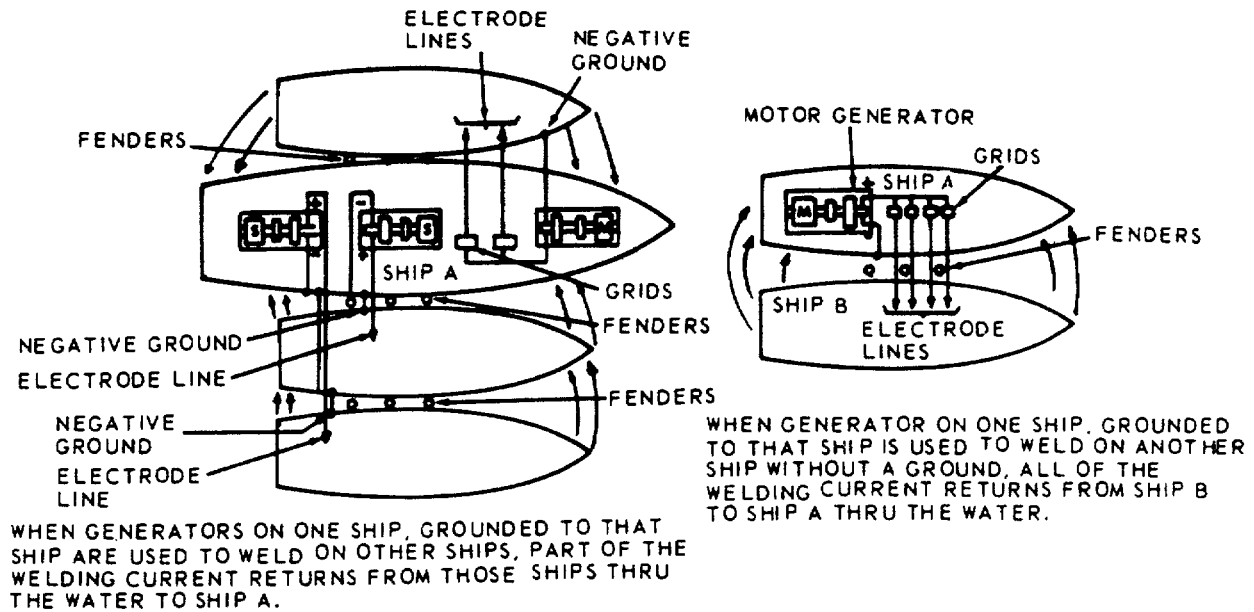 ELECTRODE
LINES
NEGATIVE
GROUND
FENDERS
+
-
S
S
M
-
+
SHIP A
GRIDS
FENDERS
NEGATIVE GROUND
ELECTRODE LINE
FENDERS
NEGATIVE
GROUND
ELECTRODE
LINE
WHEN GENERATORS ON ONE SHIP, GROUNDED TO THAT
SHIP ARE USED TO WELD ON OTHER SHIPS, PART OF THE
WELDING CURRENT RETURNS FROM THOSE SHIPS THRU
THE WATER TO SHIP A.
MOTOR GENERATOR
GRIDS
+
SHIP A
M
FENDERS
SHIP B
ELECTRODE
LINES
WHEN GENERATOR ON ONE SHIP, GROUNDED
TO THAT SHIP IS USED TO WELD ON ANOTHER
SHIP WITHOUT A GROUND, ALL OF THE
WELDING CURRENT RETURNS FROM SHIP B
TO SHIP A THRU THE WATER.